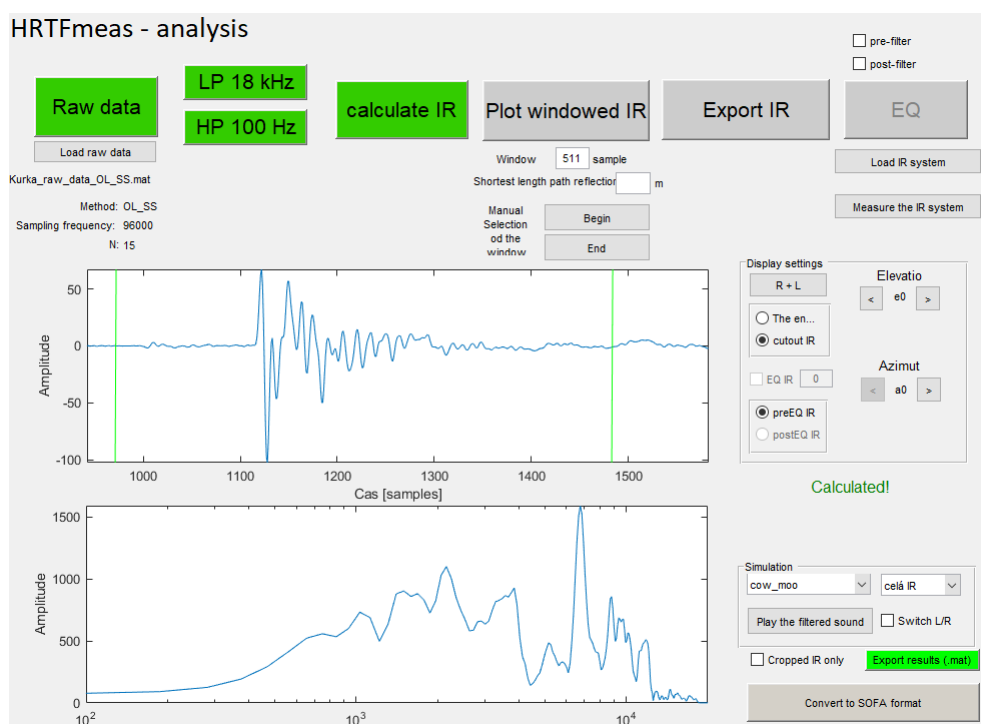 HRTFmeas - analysis
pre-filter
post-filter
Raw data
LP 18 kHz
HP 100 Hz
calculate IR
Plot windowed IR
Export IR
EQ
Load raw data
Kurka_raw_data_OL_SS.mat
Method: OL_SS
Sampling frequency: 96000
N: 15
Window 511 sample
Shortest length path reflection m
Manual
Selection
od the
window
Begin
End
Load IR system
Measure the IR system
50
0
-50
-100
Amplitude
1000 1100 1200 1300 1400 1500
Cas [samples]
Display settings
R + L
The en...
cutout IR
EQ IR 0
preEQ IR
postEQ IR
Elevatio
< e0 >
Azimut
< a0 >
Calculated!
1500
1000
500
0
Amplitude
10^2 10^3 10^4
Simulation
cow_moo celá IR
Play the filtered sound Switch L/R
Cropped IR only Export results (.mat)
Convert to SOFA format